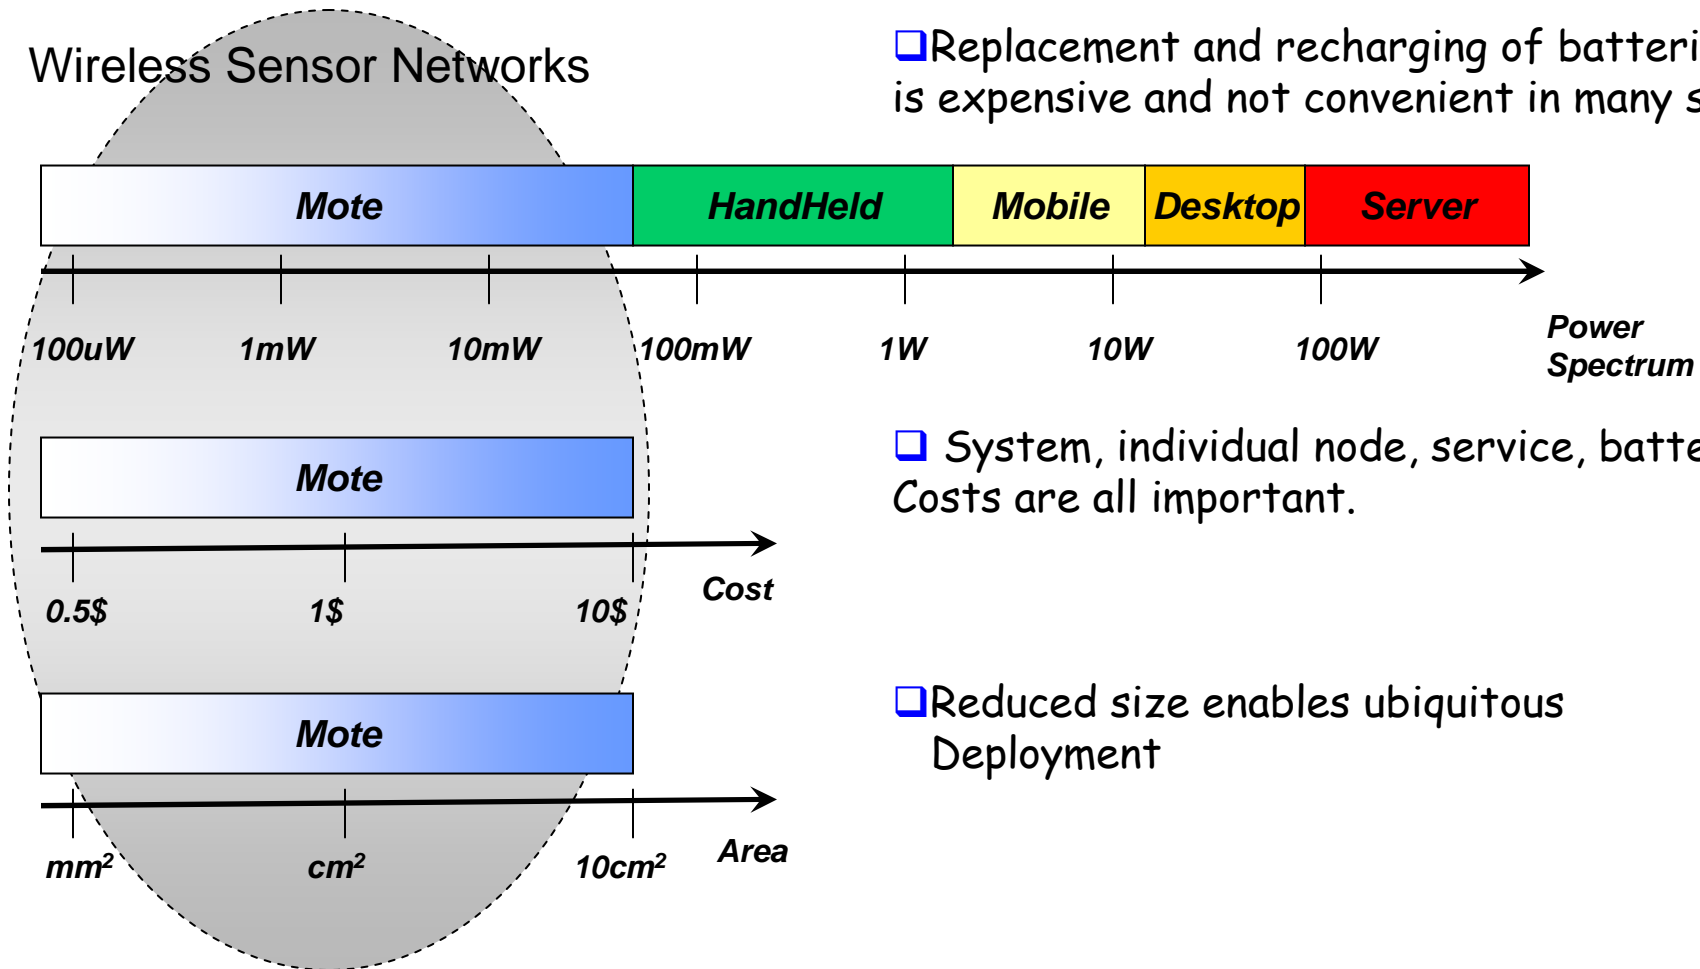 Wireless Sensor Networks
Replacement and recharging of
is expensive and not convenient in many
Mote HandHeld Mobile Desktop Server
100uW 1mW 10mW 100mW 1W 10W 100W
Power
Spectrum
Mote
System, individual node, service,
Costs are all important.
0.5$ 1$ 10$ Cost
Mote
Reduced size enables ubiquitous
Deployment
mm² cm² 10cm² Area